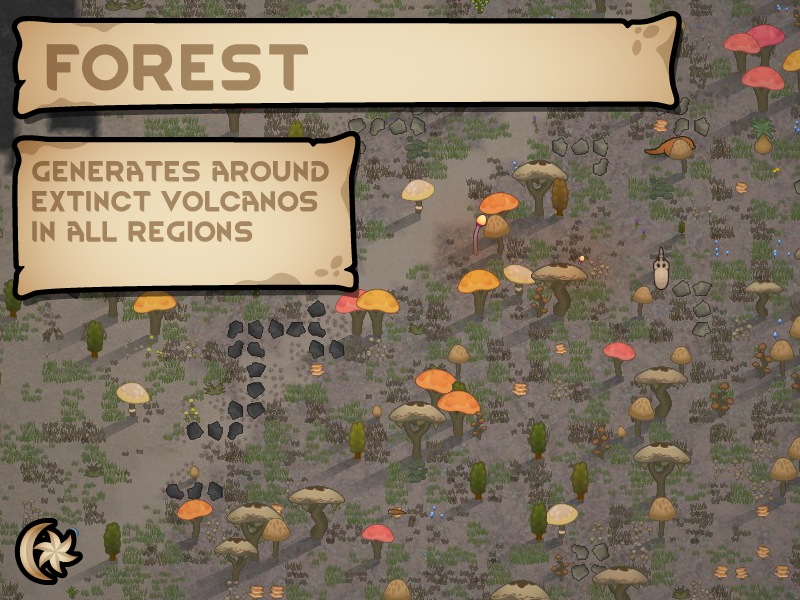 FOREST
GENERATES AROUND
EXTINCT VOLCANOS
IN ALL REGIONS